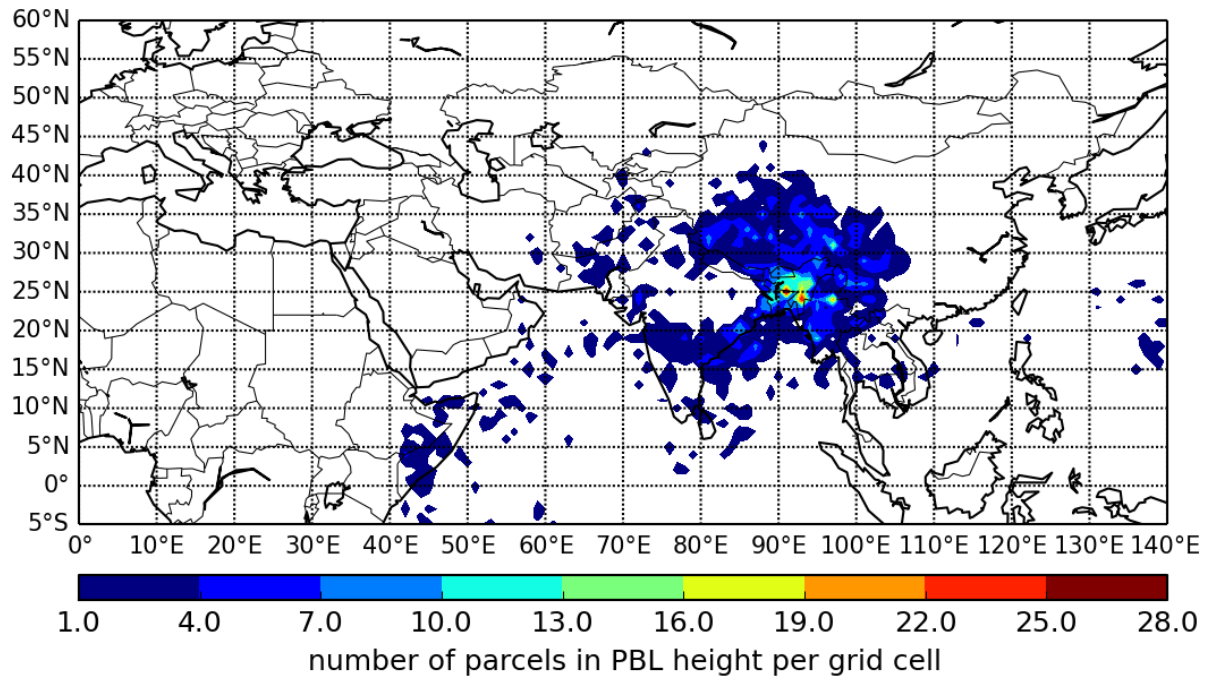 60°N
55°N
50°N
45°N
40°N
35°N
30°N
25°N
20°N
15°N
10°N
5°N
0°
5°S
0° 10°E 20°E 30°E 40°E 50°E 60°E 70°E 80°E 90°E 100°E 110°E 120°E 130°E 140°E
1.0 4.0 7.0 10.0 13.0 16.0 19.0 22.0 25.0 28.0
number of parcels in PBL height per grid cell